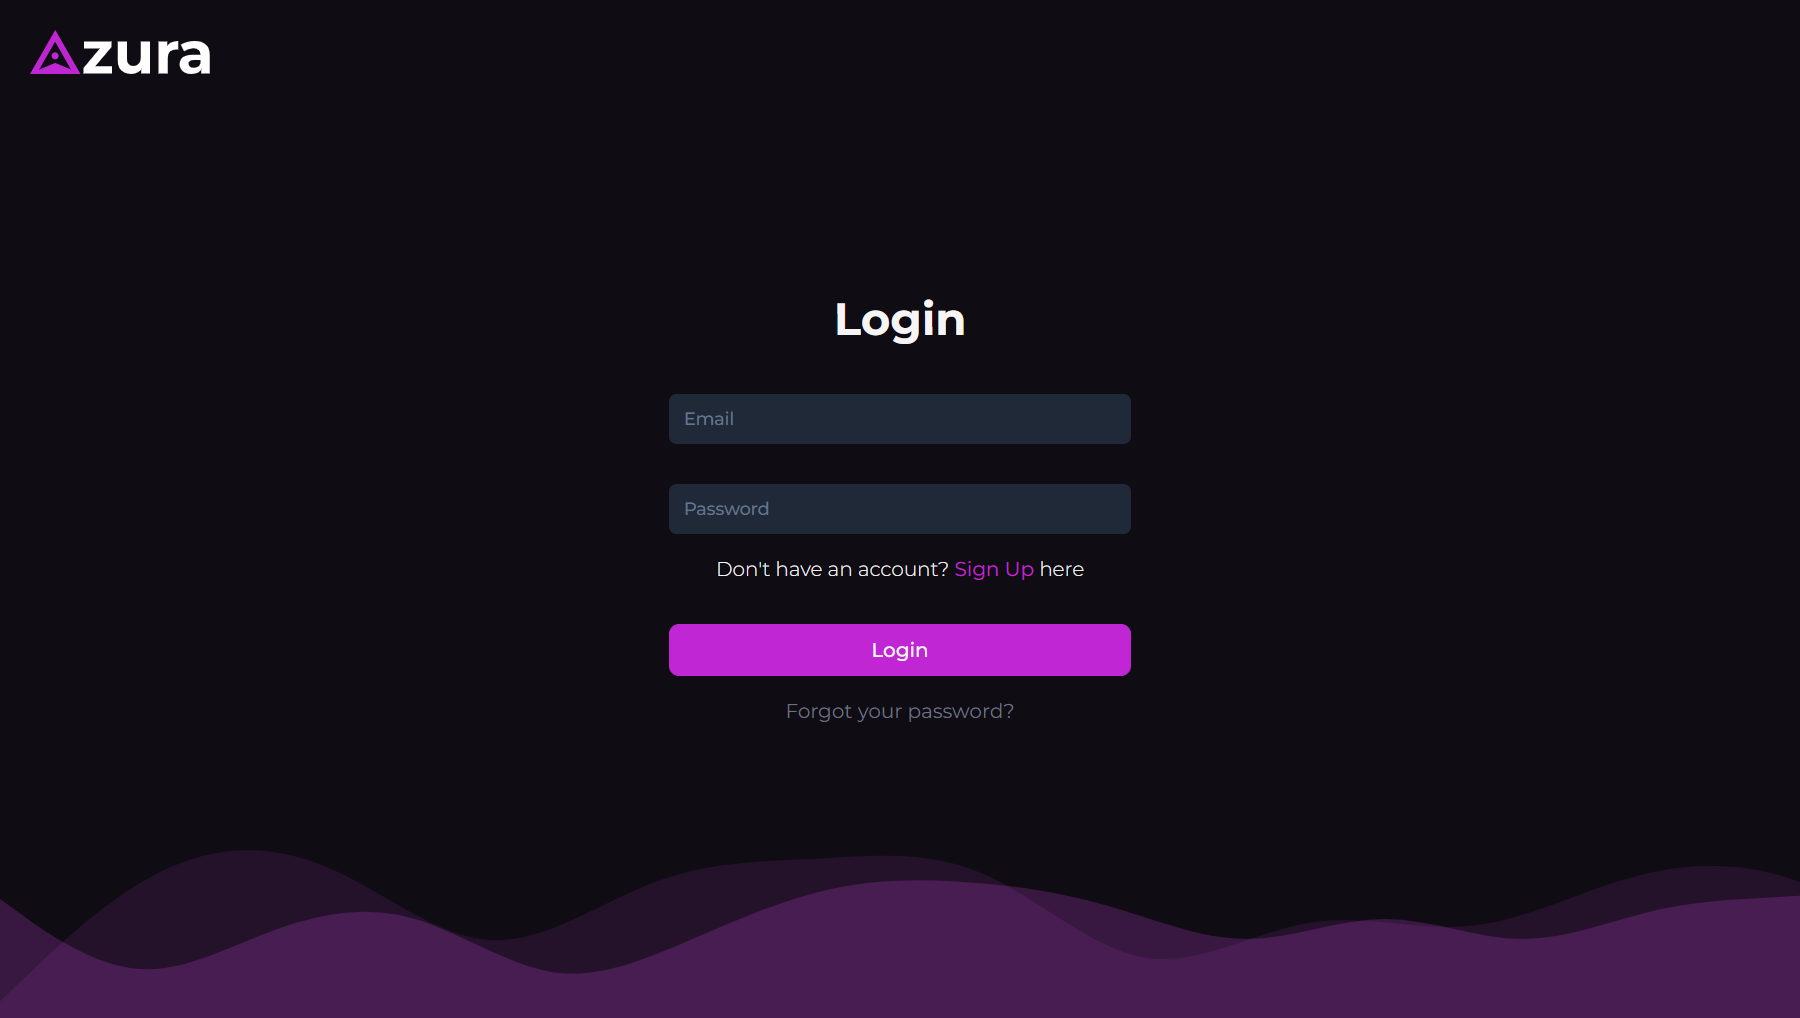 Azura
Login
Email
Password
Don't have an account? Sign Up here
Login
Forgot your password?